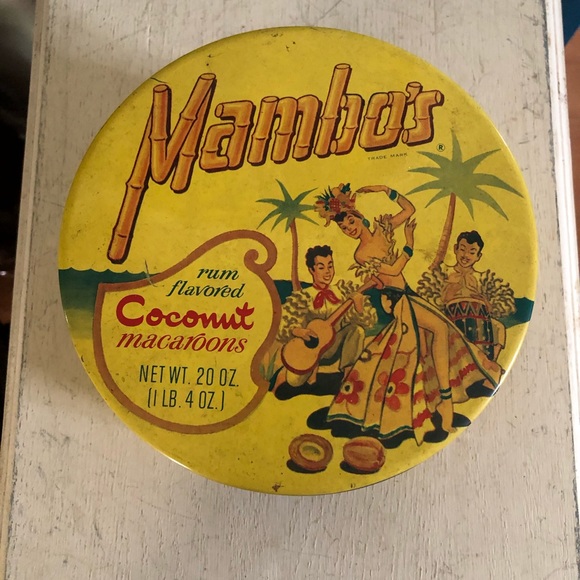 Mambo's ®
TRADE MARK
rum
flavored
Coconut
macaroons
NET WT. 20 OZ.
(1 LB. 4 OZ.)